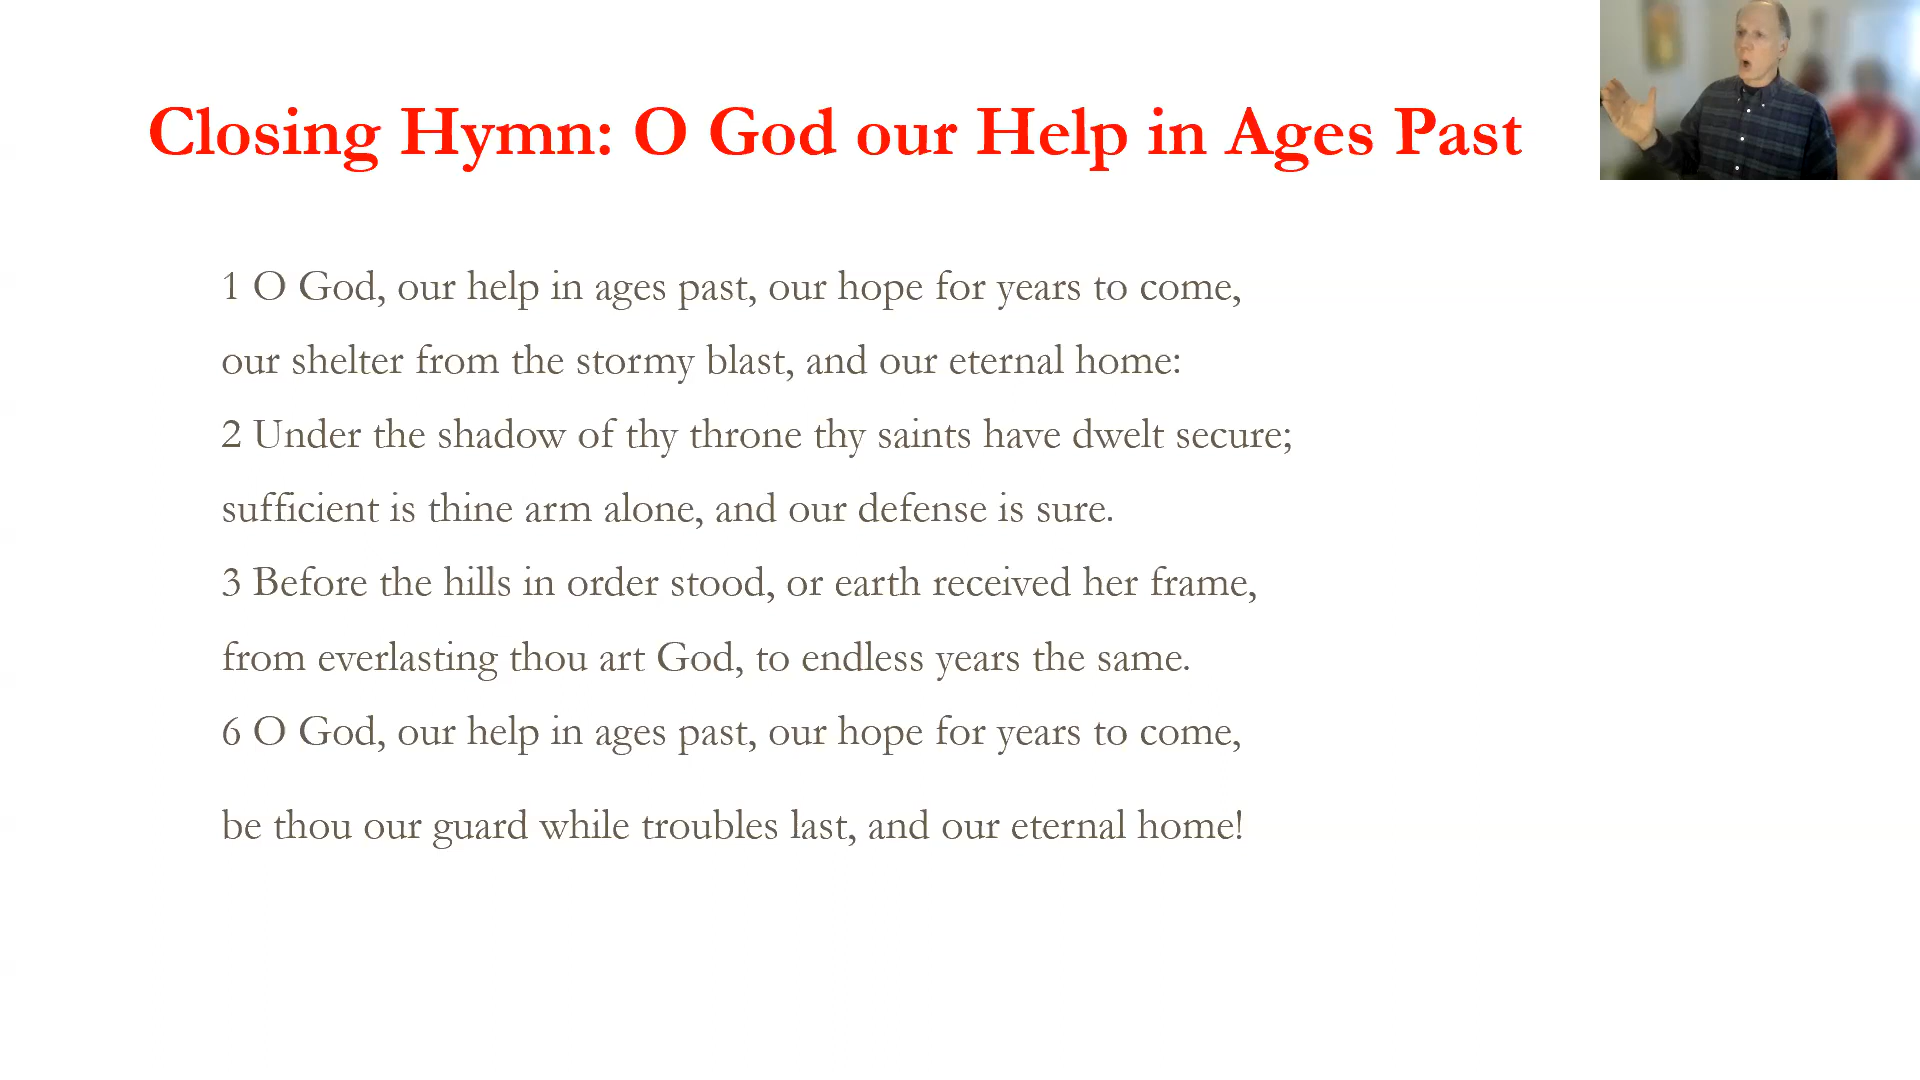 Closing Hymn: O God our Help in Ages Past
1 O God, our help in ages past, our hope for years to come,
our shelter from the stormy blast, and our eternal home:
2 Under the shadow of thy throne thy saints have dwelt secure;
sufficient is thine arm alone, and our defense is sure.
3 Before the hills in order stood, or earth received her frame,
from everlasting thou art God, to endless years the same.
6 O God, our help in ages past, our hope for years to come,
be thou our guard while troubles last, and our eternal home!